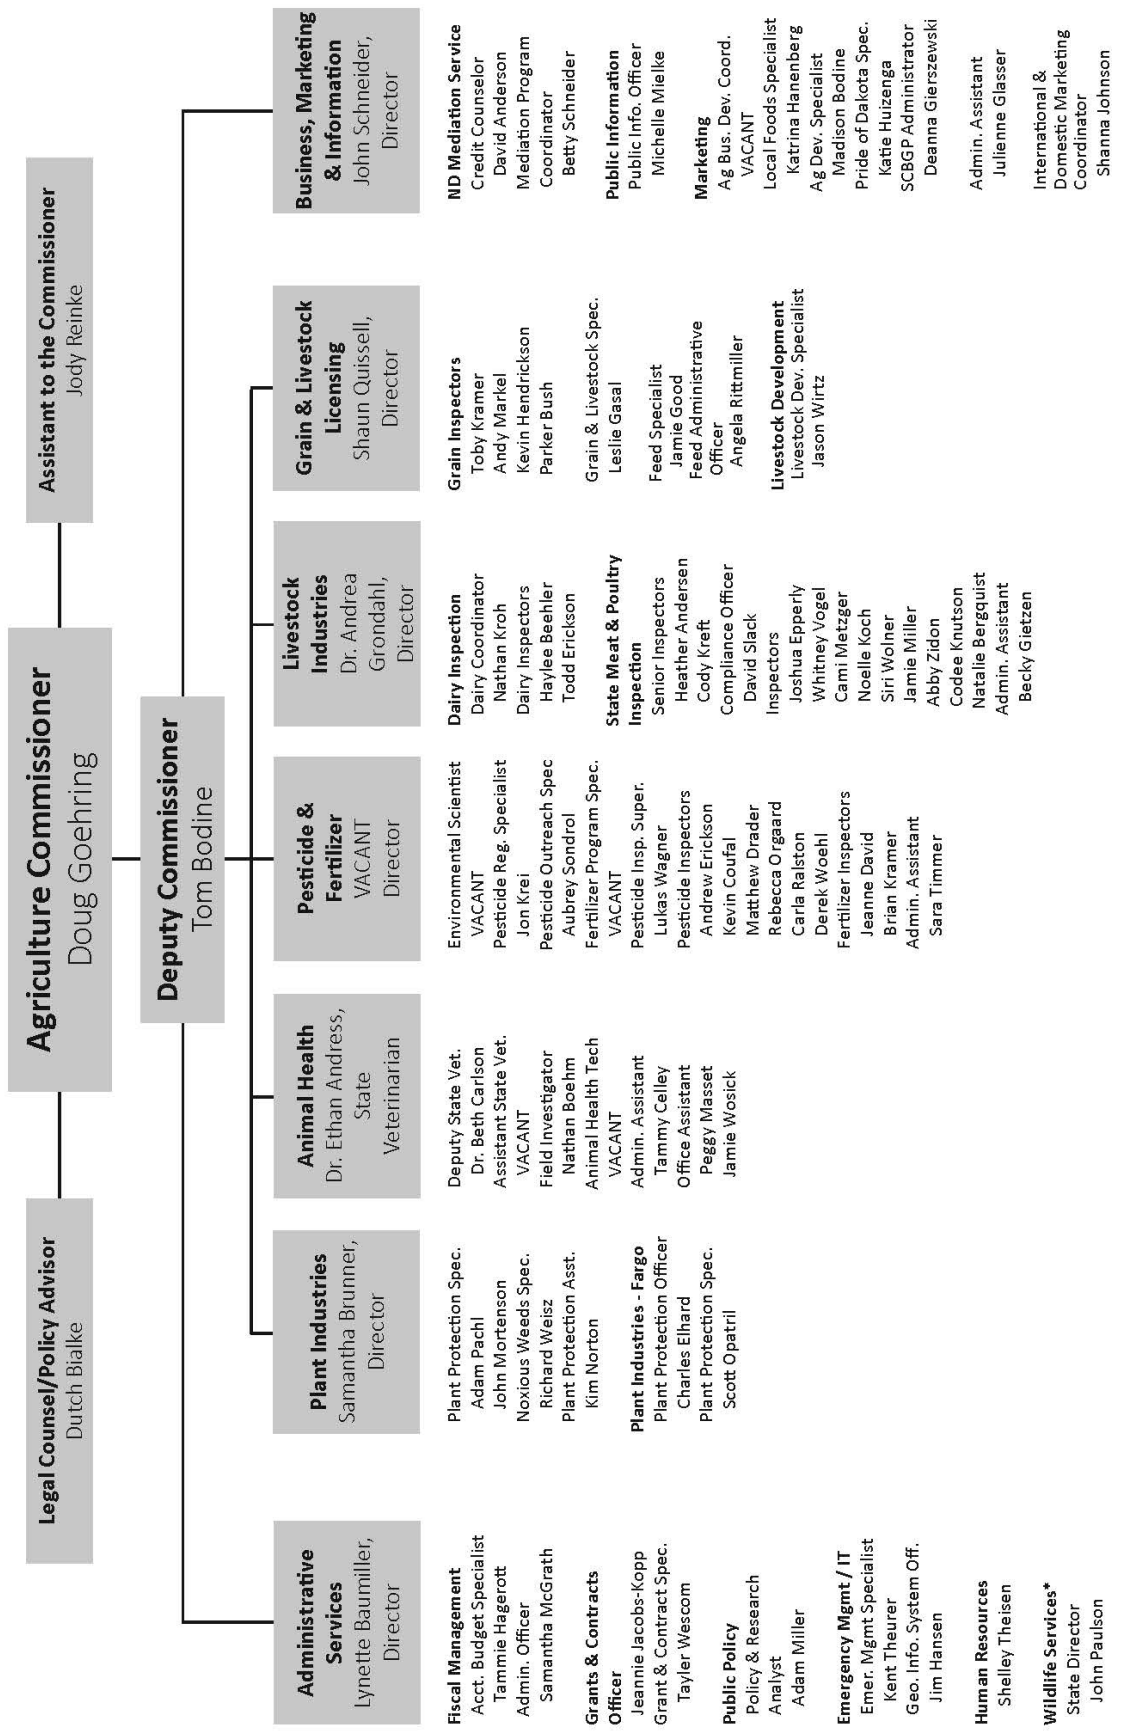 Agriculture Commissioner
Doug Goehring
Legal Counsel/Policy Advisor
Dutch Bialke
Assistant to the Commissioner
Jody Reinke
Deputy Commissioner
Tom Bodine
Administrative
Services
Lynette Baumiller,
Director
Fiscal Management
Acct. Budget Specialist
Tammie Hagerott
Admin. Officer
Samantha McGrath
Grants & Contracts
Officer
Jeannie Jacobs-Kopp
Grant & Contract Spec.
Tayler Wescom
Public Policy
Policy & Research
Analyst
Adam Miller
Emergency Mgmt / IT
Emer. Mgmt Specialist
Kent Theurer
Geo. Info. System Off.
Jim Hansen
Human Resources
Shelley Theisen
Wildlife Services*
State Director
John Paulson
Plant Industries
Samantha Brunner,
Director
Plant Protection Spec.
Adam Pachl
John Mortenson
Noxious Weeds Spec.
Richard Weisz
Plant Protection Asst.
Kim Norton
Plant Industries - Fargo
Plant Protection Officer
Charles Elhard
Plant Protection Spec.
Scott Opatril
Animal Health
Dr. Ethan Andress,
State
Veterinarian
Deputy State Vet.
Dr. Beth Carlson
Assistant State Vet.
VACANT
Field Investigator
Nathan Boehm
Animal Health Tech
VACANT
Admin. Assistant
Tammy Celley
Office Assistant
Peggy Masset
Jamie Wosick
Pesticide &
Fertilizer
VACANT
Director
Environmental Scientist
VACANT
Pesticide Reg. Specialist
Jon Krei
Pesticide Outreach Spec
Aubrey Sondrol
Fertilizer Program Spec.
VACANT
Pesticide Insp. Super.
Lukas Wagner
Pesticide Inspectors
Andrew Erickson
Kevin Coufal
Matthew Drader
Rebecca Orgaard
Carla Ralston
Derek Woehl
Fertilizer Inspectors
Jeanne David
Brian Kramer
Admin. Assistant
Sara Timmer
Livestock
Industries
Dr. Andrea
Grondahl,
Director
Dairy Inspection
Dairy Coordinator
Nathan Kroh
Dairy Inspectors
Haylee Beehler
Todd Erickson
State Meat & Poultry
Inspection
Senior Inspectors
Heather Andersen
Cody Kreft
Compliance Officer
David Slack
Inspectors
Joshua Epperly
Whitney Vogel
Cami Metzger
Noelle Koch
Siri Wolner
Jamie Miller
Abby Zidon
Codee Knutson
Natalie Bergquist
Admin. Assistant
Becky Gietzen
Grain & Livestock
Licensing
Shaun Quissell,
Director
Grain Inspectors
Toby Kramer
Andy Markel
Kevin Hendrickson
Parker Bush
Grain & Livestock Spec.
Leslie Gasal
Feed Specialist
Jamie Good
Feed Administrative
Officer
Angela Rittmiller
Livestock Development
Livestock Dev. Specialist
Jason Wirtz
Business, Marketing
& Information
John Schneider,
Director
ND Mediation Service
Credit Counselor
David Anderson
Mediation Program
Coordinator
Betty Schneider
Public Information
Public Info. Officer
Michelle Mielke
Marketing
Ag Bus. Dev. Coord.
VACANT
Local Foods Specialist
Katrina Hanenberg
Ag Dev. Specialist
Madison Bodine
Pride of Dakota Spec.
Katie Huizenga
SCBGP Administrator
Deanna Gierszewski
Admin. Assistant
Julienne Glasser
International &
Domestic Marketing
Coordinator
Shanna Johnson